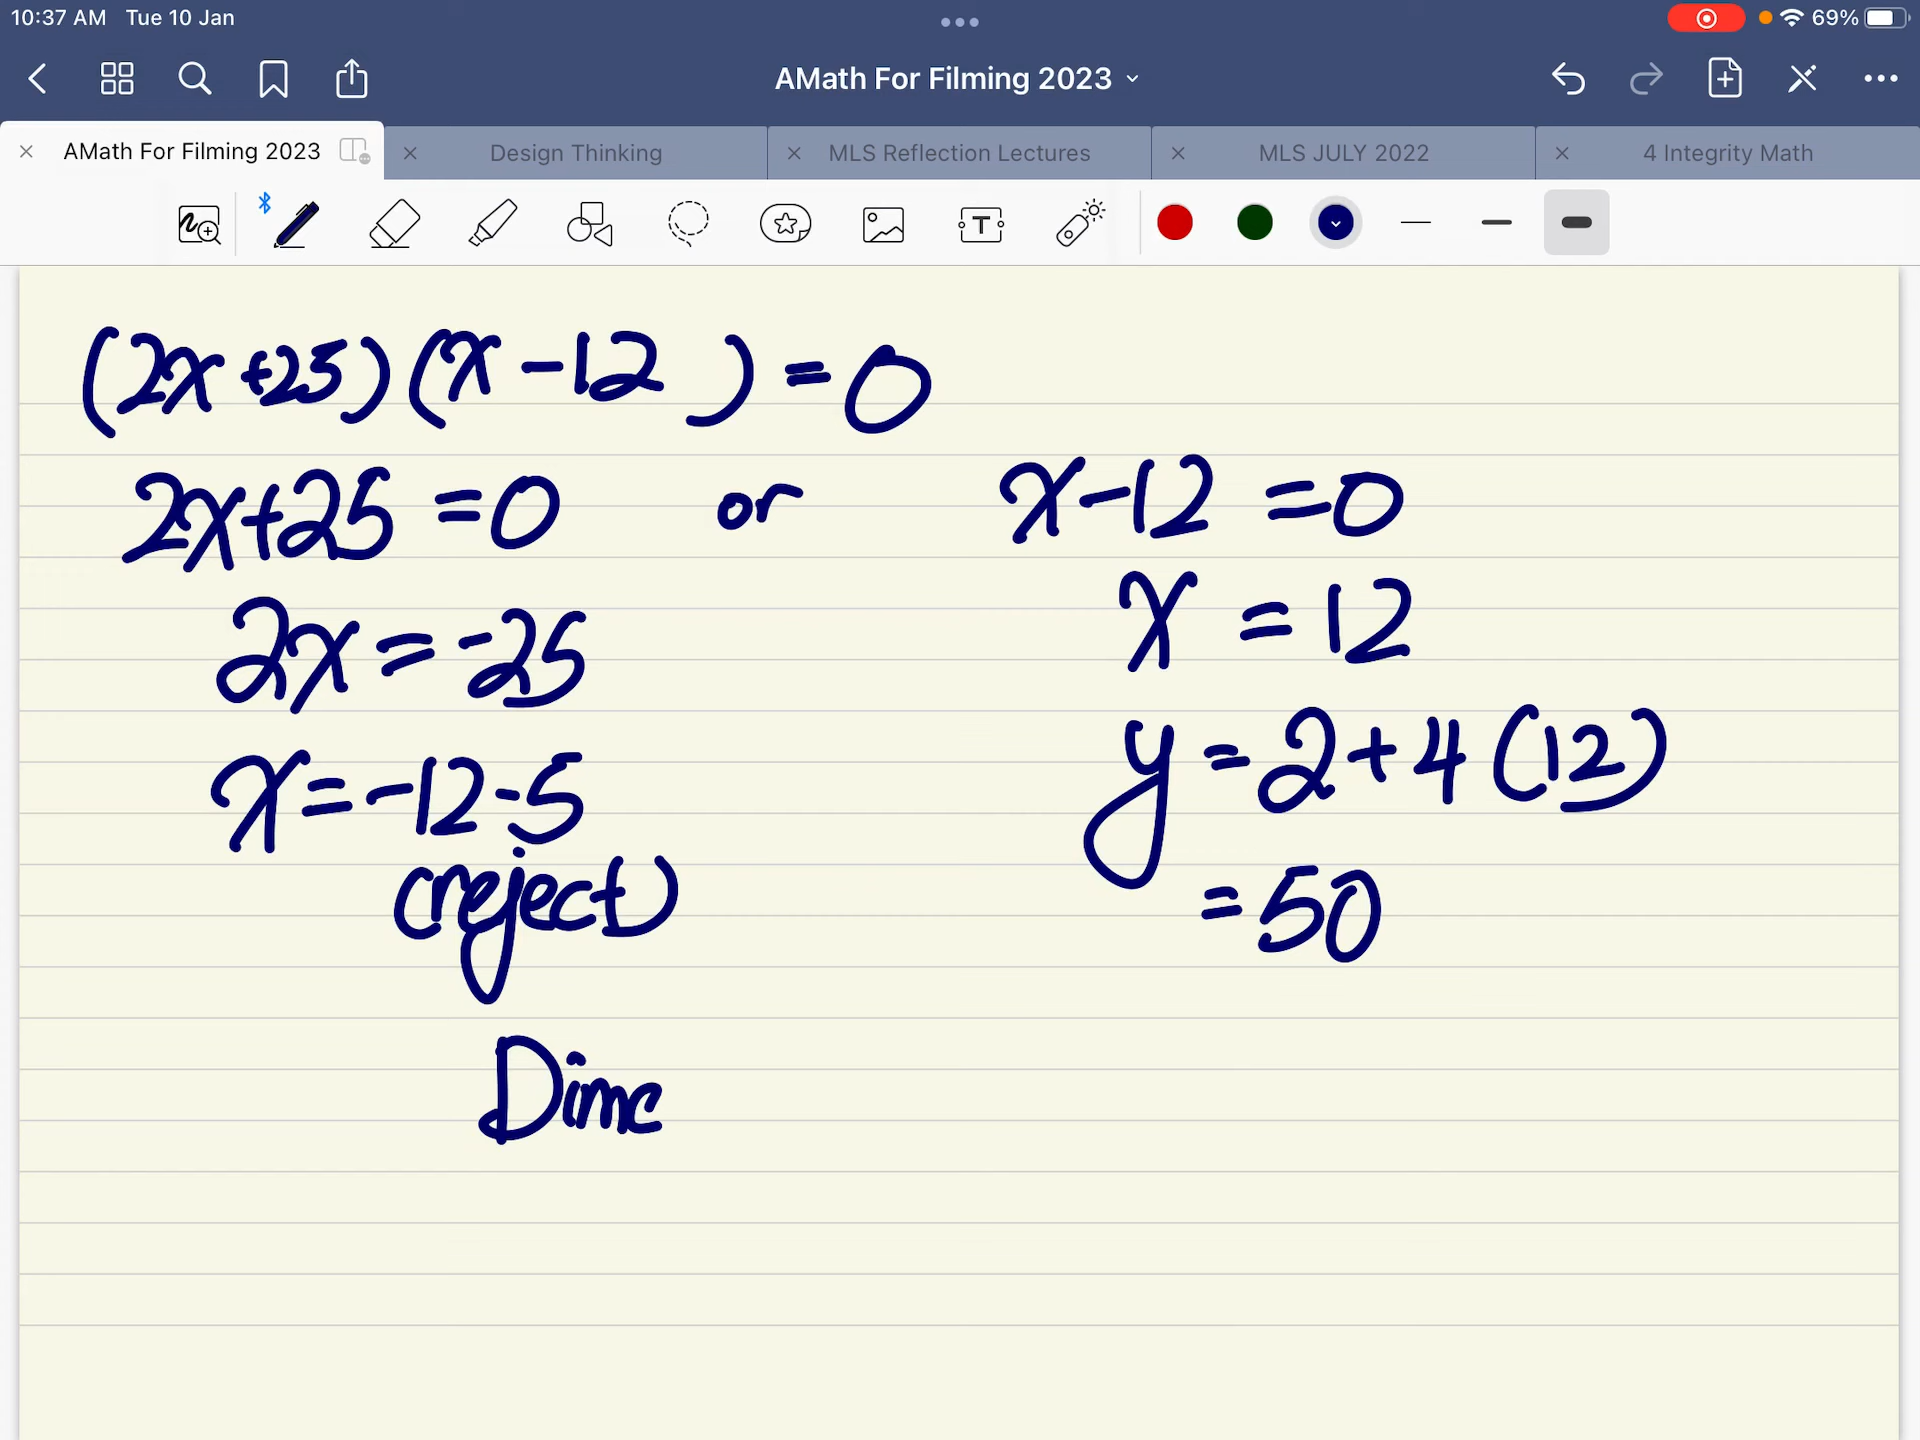 10:37 AM Tue 10 Jan
69%
AMath For Filming 2023
AMath For Filming 2023
Design Thinking
MLS Reflection Lectures
MLS JULY 2022
4 Integrity Math
T
(2x+25)(x-12)=0
2x+25=0 or x-12=0
2x=-25
x=12
x=-12.5
y=2+4(12)
(reject)
=50
Dime